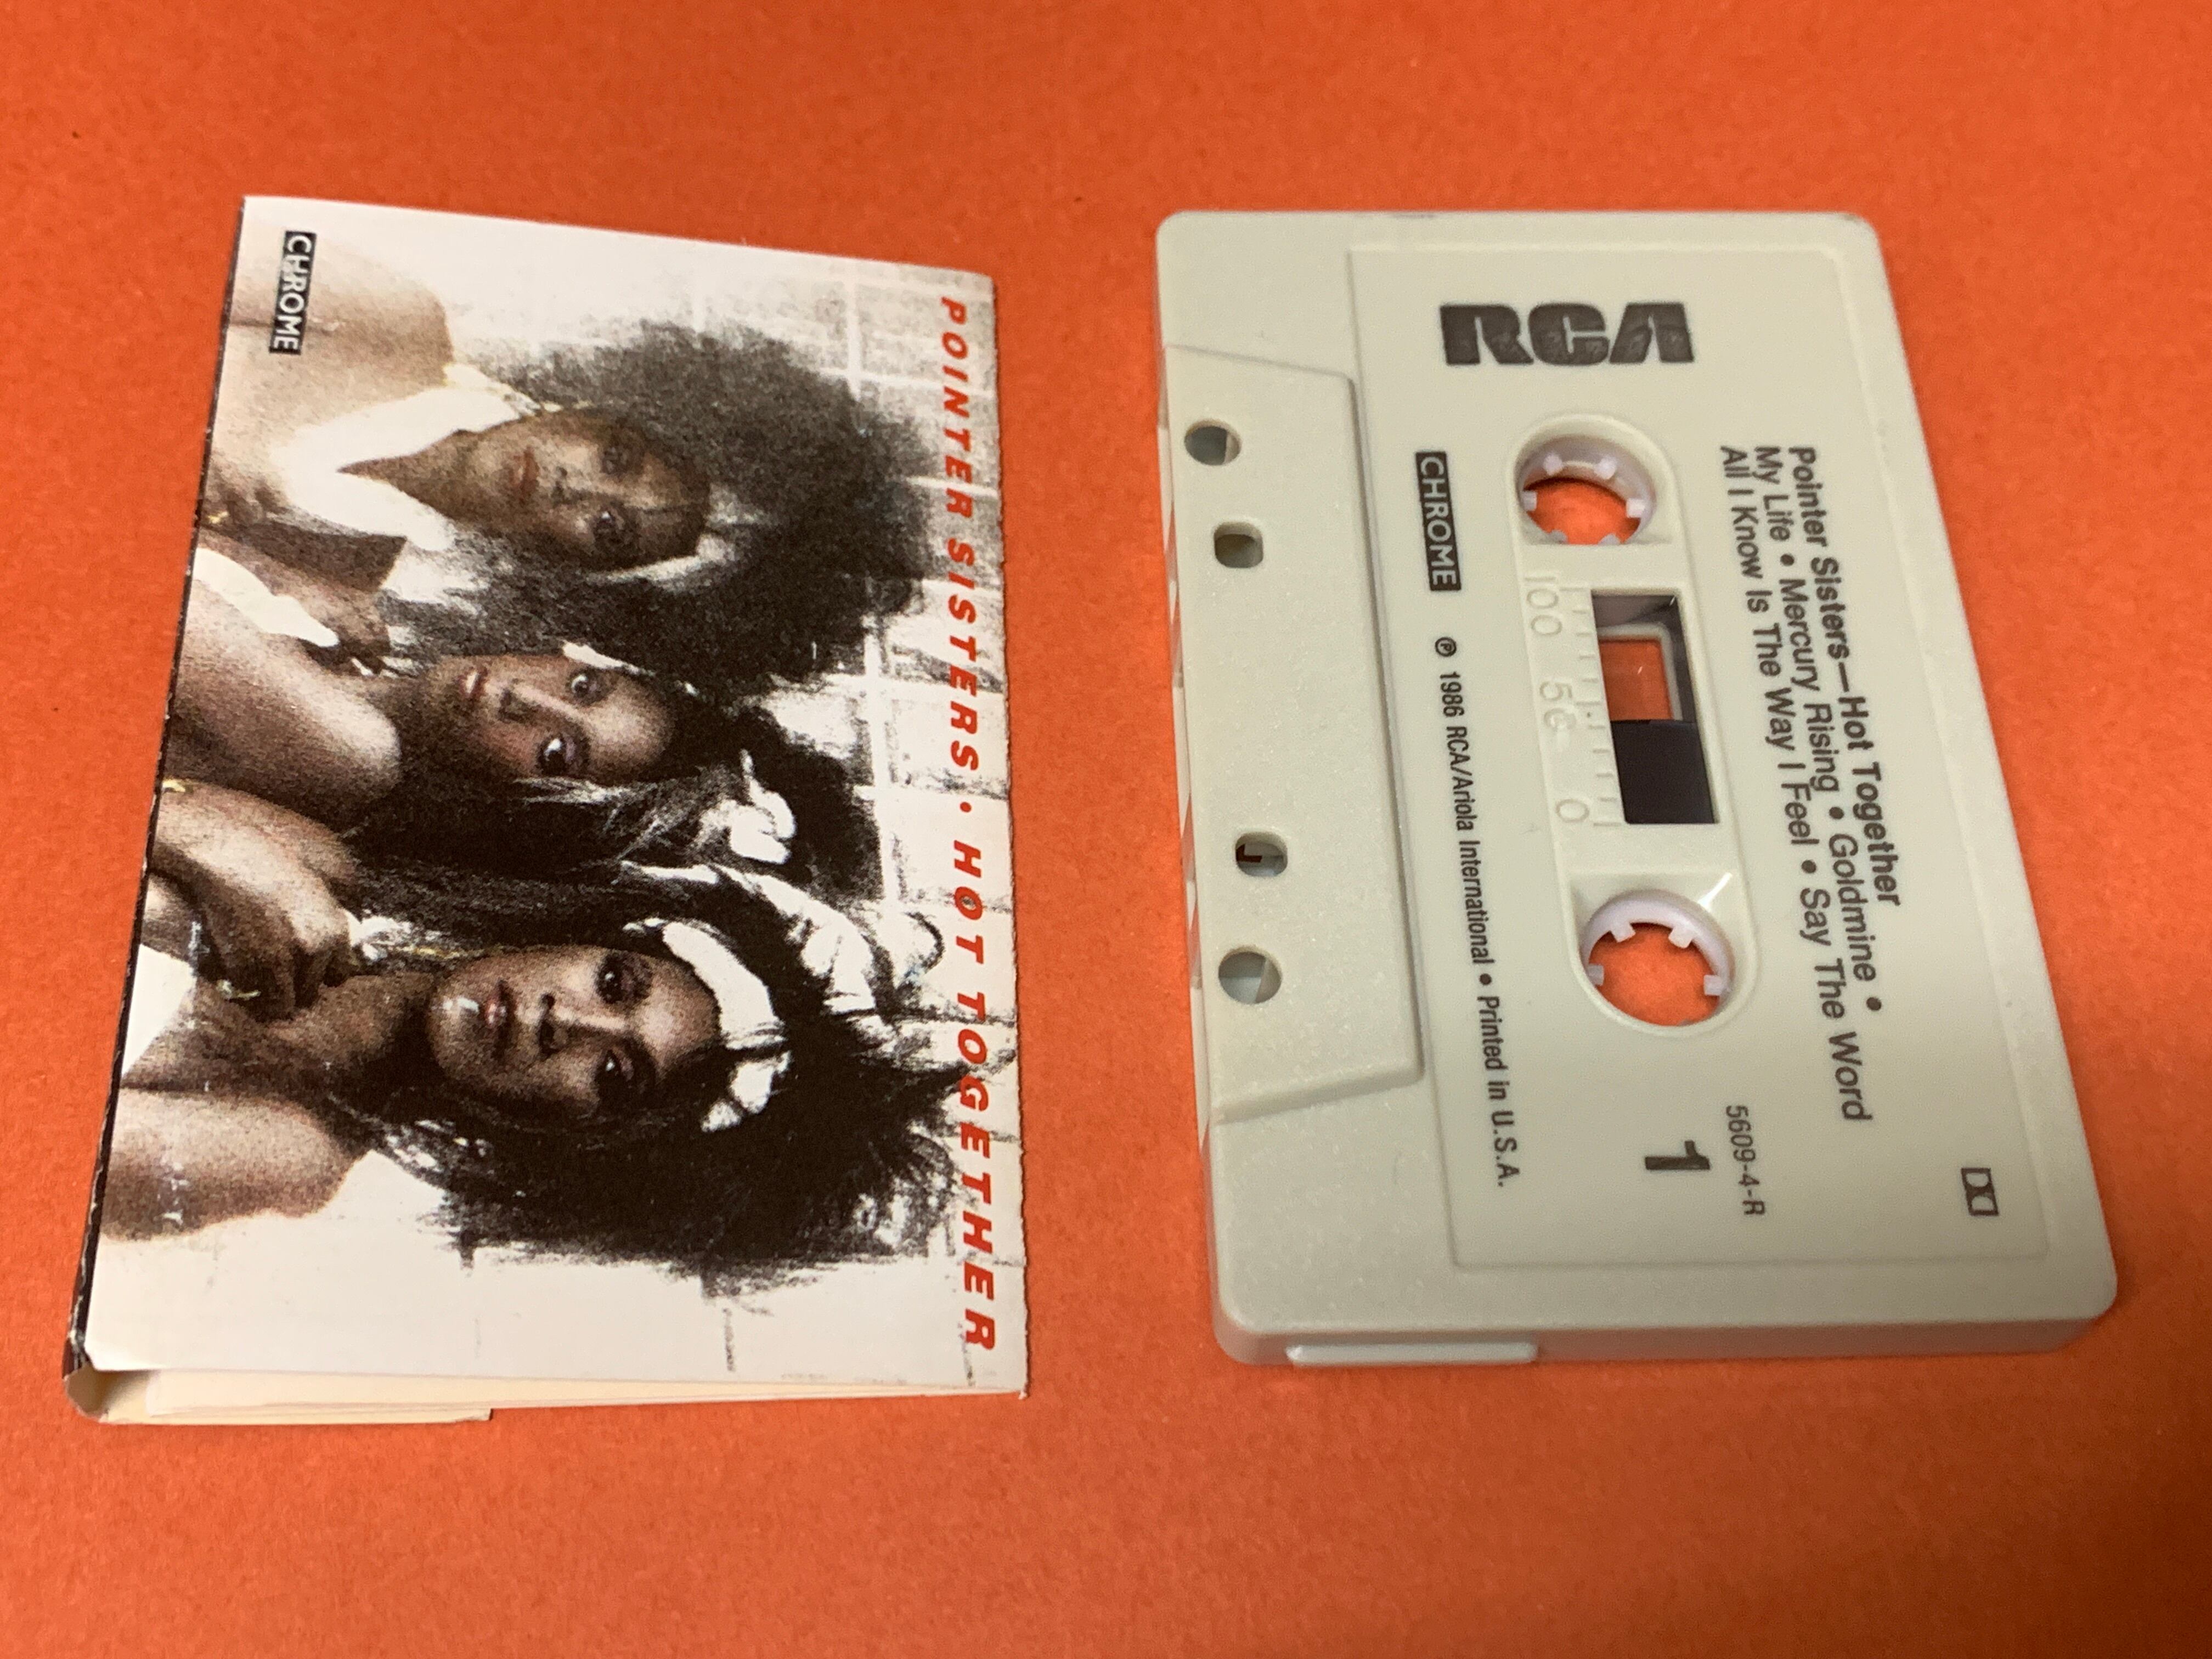 POINTER SISTERS · HOT TOGETHER
CHROME
RCA
Pointer Sisters—Hot Together
My Life • Mercury Rising • Goldmine •
All I Know Is The Way I Feel • Say The Word
5609-4-R
1
100 50 0
CHROME
℗ 1986 RCA/Ariola International • Printed in U.S.A.